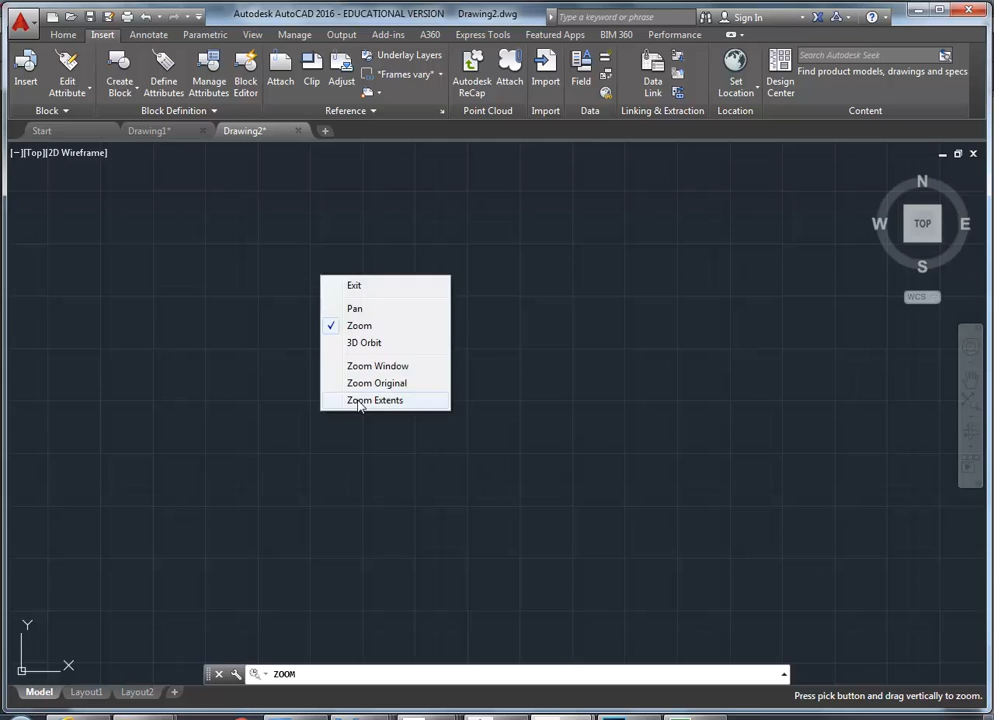 Autodesk AutoCAD 2016 - EDUCATIONAL VERSION Drawing2.dwg
Type a keyword or phrase
Sign In
Home Insert Annotate Parametric View Manage Output Add-ins A360 Express Tools Featured Apps BIM 360 Performance
Insert
Edit Attribute
Create Block
Define Attributes
Manage Attributes
Block Editor
Attach
Clip
Adjust
Underlay Layers
*Frames vary*
Autodesk ReCap
Attach
Import
Field
Data Link
Set Location
Design Center
Search Autodesk Seek
Find product models, drawings and specs
Block Block Definition Reference Point Cloud Import Data Linking & Extraction Location Content
Start Drawing1* Drawing2*
[−][Top][2D Wireframe]
N
W TOP E
S
WCS
Exit
Pan
Zoom
3D Orbit
Zoom Window
Zoom Original
Zoom Extents
Y
X
ZOOM
Model Layout1 Layout2
Press pick button and drag vertically to zoom.